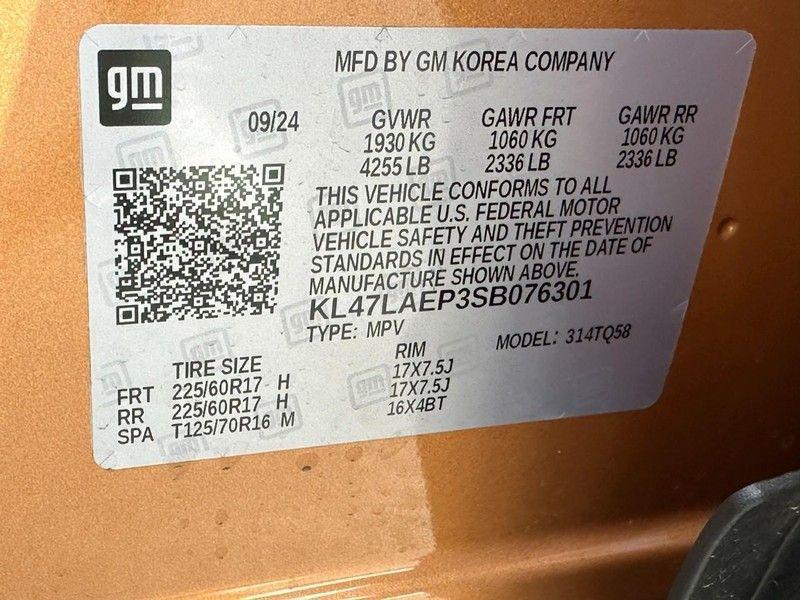 gm
MFD BY GM KOREA COMPANY
09/24 GVWR GAWR FRT GAWR RR
1930 KG 1060 KG 1060 KG
4255 LB 2336 LB 2336 LB
THIS VEHICLE CONFORMS TO ALL
APPLICABLE U.S. FEDERAL MOTOR
VEHICLE SAFETY AND THEFT PREVENTION
STANDARDS IN EFFECT ON THE DATE OF
MANUFACTURE SHOWN ABOVE.
KL47LAEP3SB076301
TYPE: MPV MODEL: 314TQ58
TIRE SIZE RIM
FRT 225/60R17 H 17X7.5J
RR 225/60R17 H 17X7.5J
SPA T125/70R16 M 16X4BT